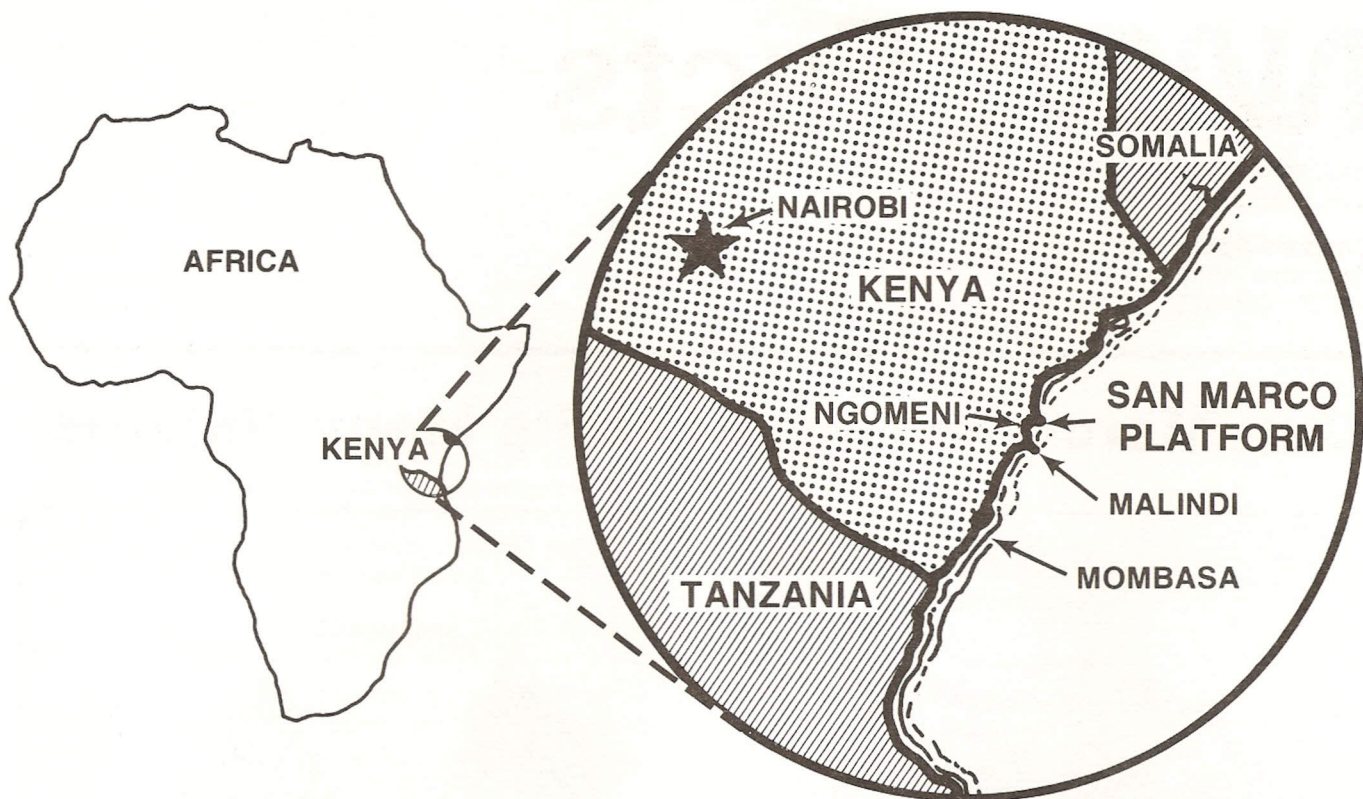 AFRICA
KENYA
NAIROBI
KENYA
SOMALIA
NGOMENI
SAN MARCO
PLATFORM
MALINDI
MOMBASA
TANZANIA